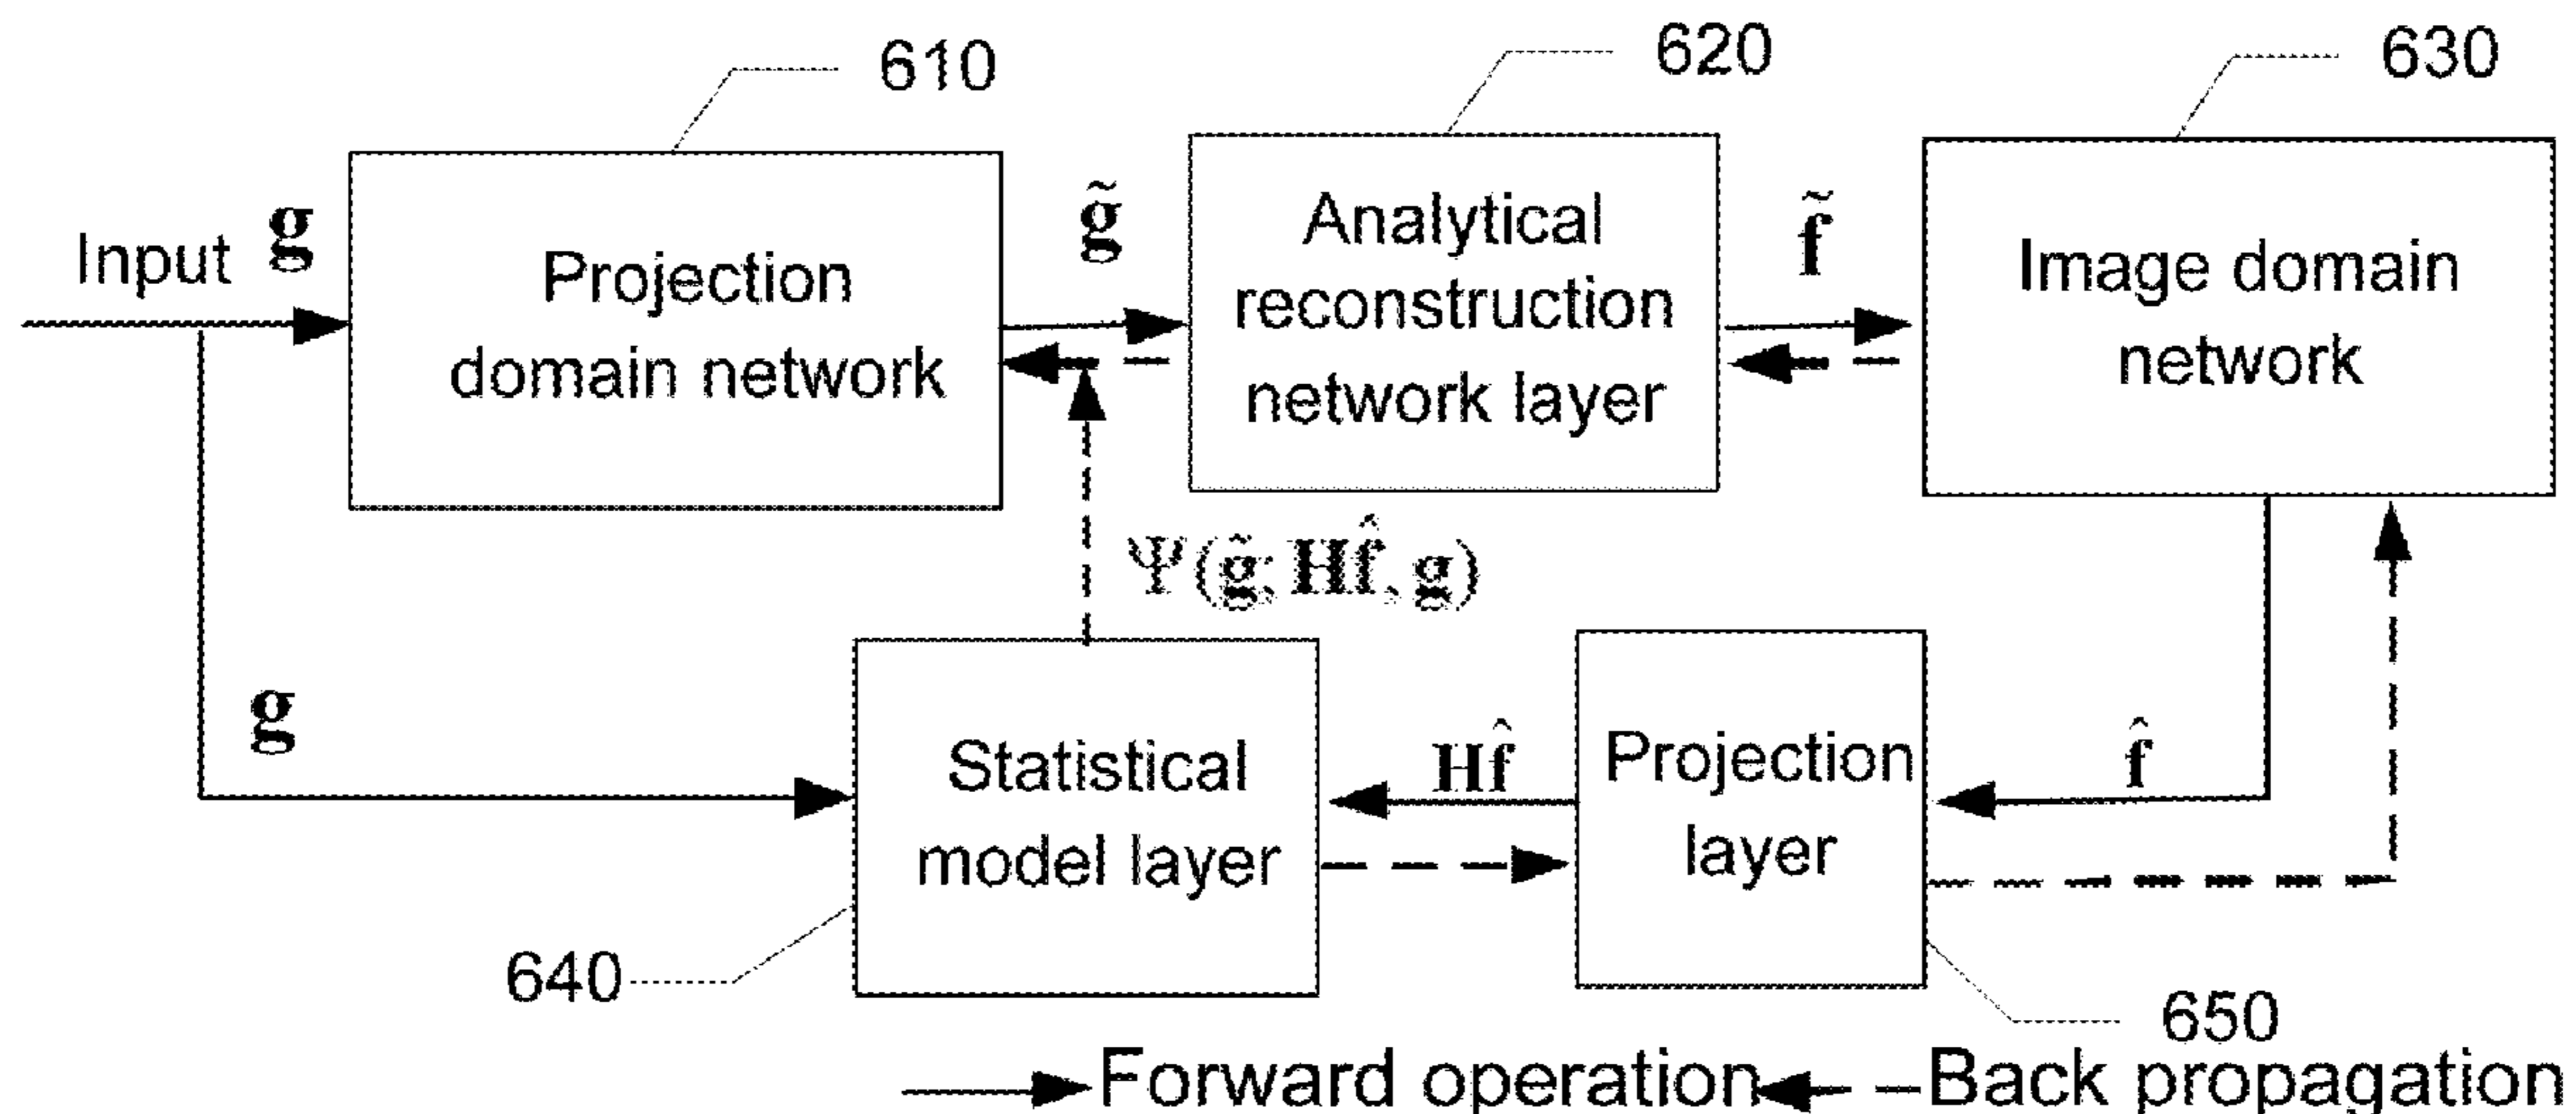 610
620
630
Input g
Projection
domain network
g̃
Analytical
reconstruction
network layer
f̃
Image domain
network
Ψ(g̃; Hf̂, g)
g
Statistical
model layer
Hf̂
Projection
layer
f̂
640
650
Forward operation
Back propagation